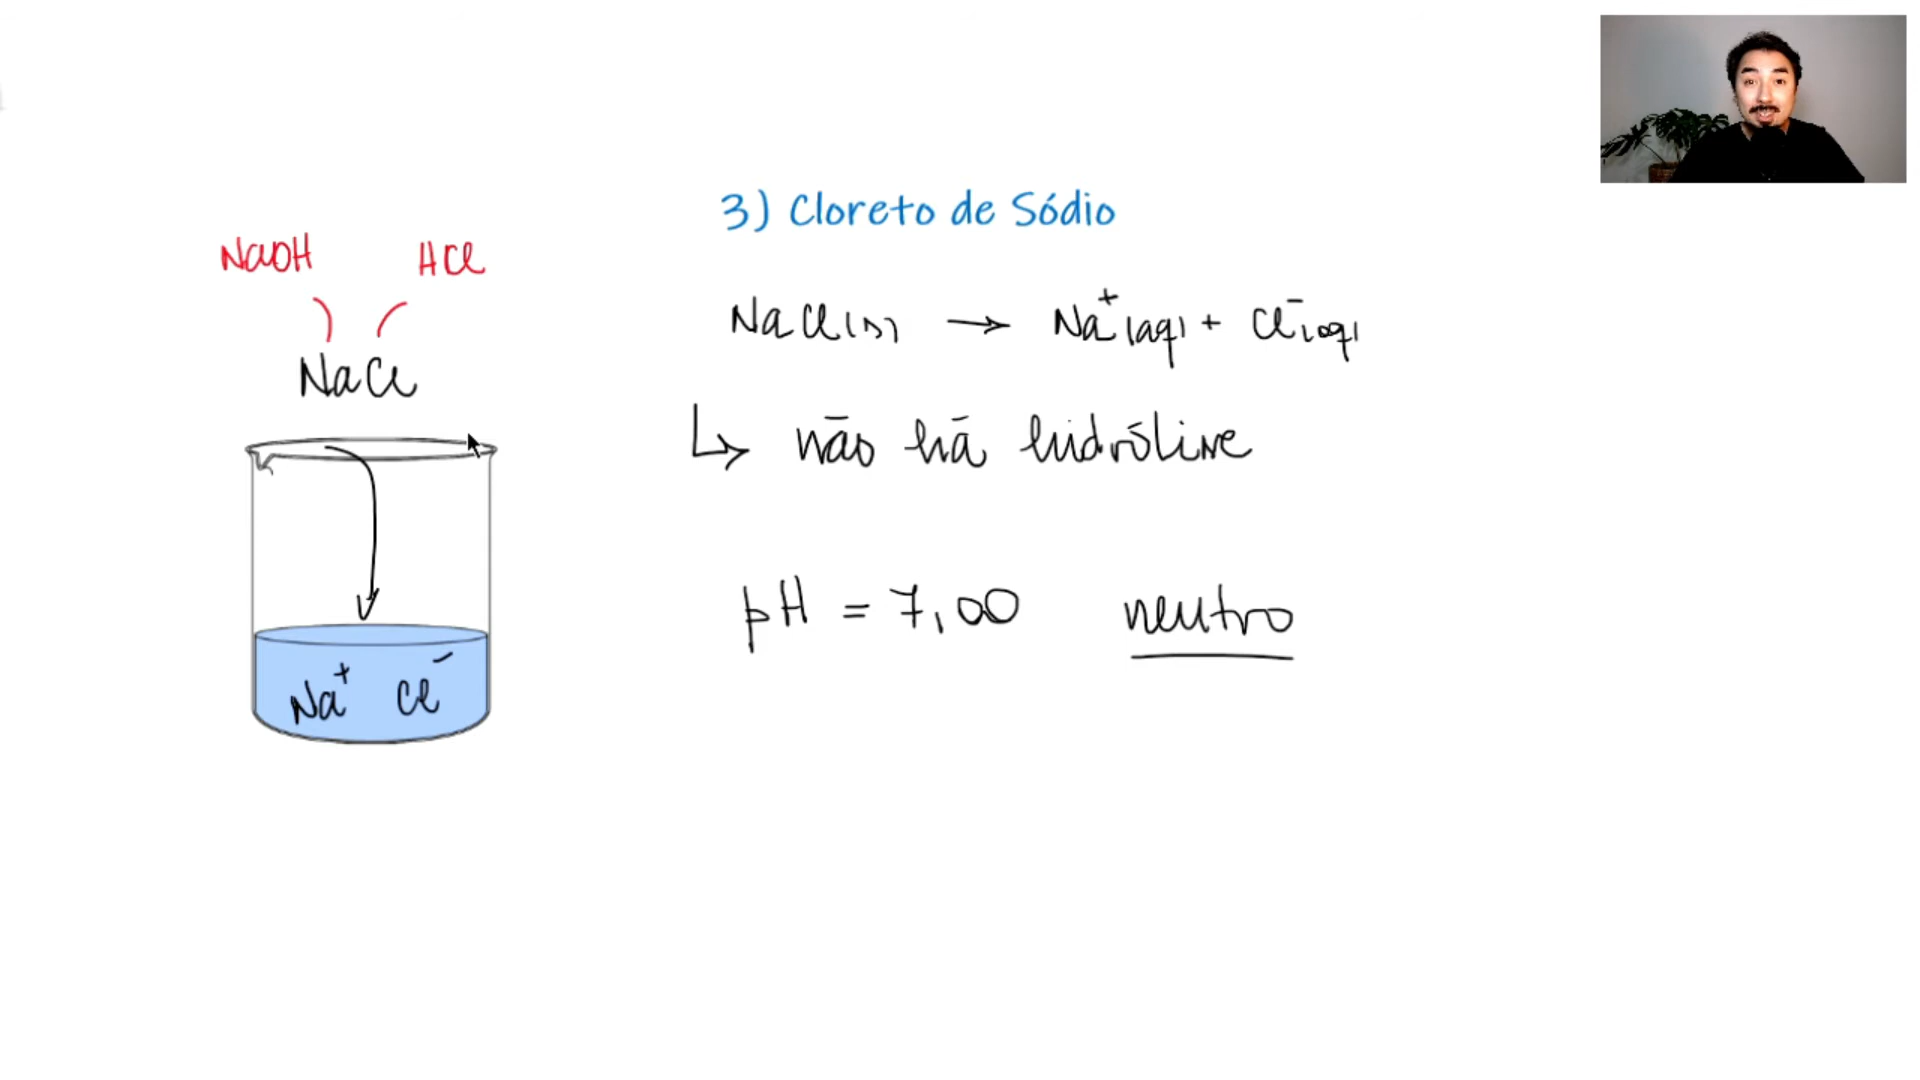 3) Cloreto de Sódio
NaOH HCl
NaCl(s) → Na⁺(aq) + Cl⁻(aq)
NaCl
↳ não há hidrólise
pH = 7,00 neutro
Na⁺ Cl⁻